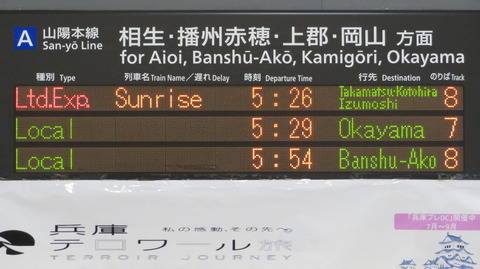 A 山陽本線 相生・播州赤穂・上郡・岡山 方面
San-yō Line for Aioi, Banshū-Akō, Kamigōri, Okayama
種別 Type 列車名 Train Name／遅れ Delay 時刻 Departure Time 行先 Destination のりば Track
Ltd.Exp. Sunrise 5:26 Takamatsu·Kotohira Izumoshi 8
Local 5:29 Okayama 7
Local 5:54 Banshu-Ako 8
兵庫 私の感動、その先へ
テロワール旅
TERROIR JOURNEY
「兵庫プレDC」開催中
7月～9月